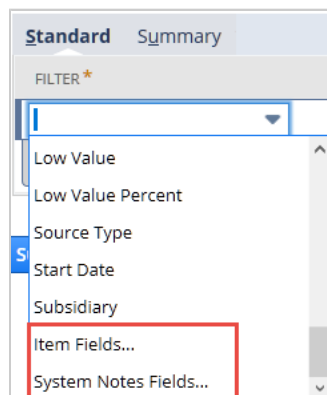 Standard Summary
FILTER *
Low Value
Low Value Percent
Source Type
Start Date
Subsidiary
Item Fields...
System Notes Fields...